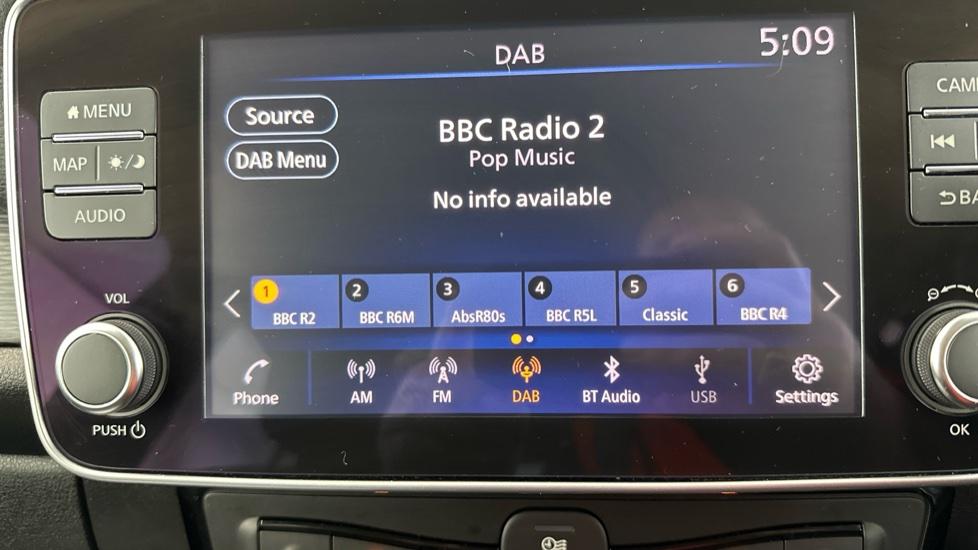 DAB
5:09
MENU
MAP
AUDIO
VOL
PUSH
Source
DAB Menu
BBC Radio 2
Pop Music
No info available
1 BBC R2
2 BBC R6M
3 AbsR80s
4 BBC R5L
5 Classic
6 BBC R4
Phone
AM
FM
DAB
BT Audio
USB
Settings
OK